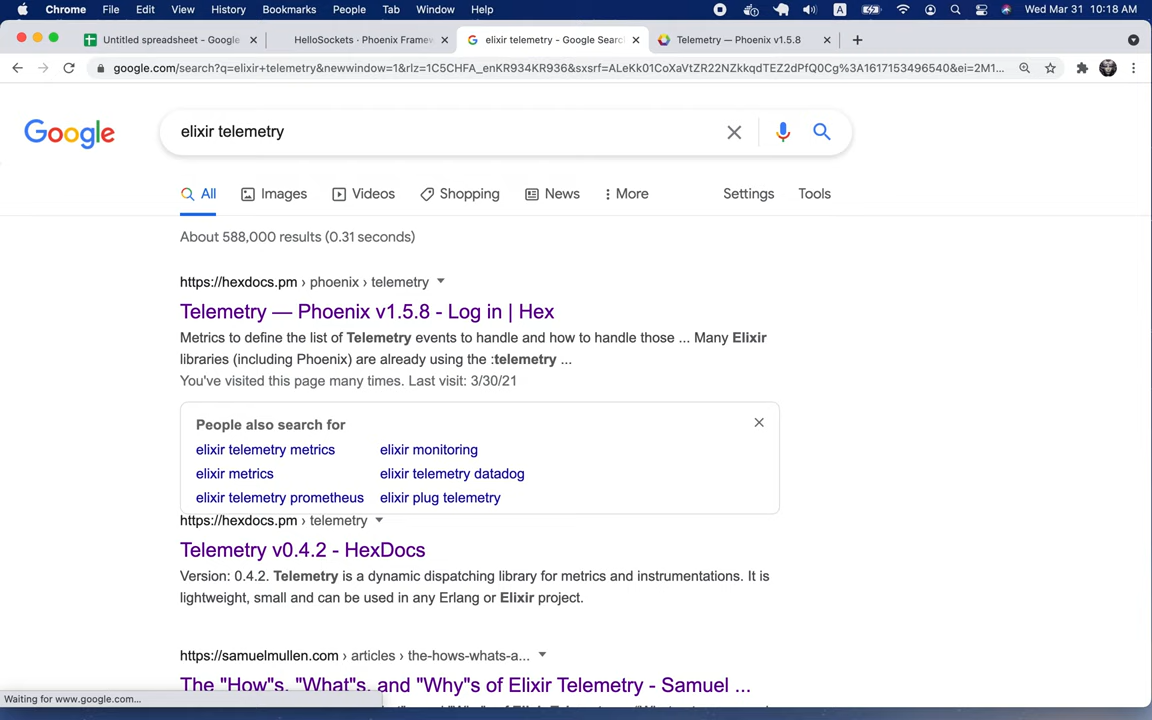 Chrome File Edit View History Bookmarks People Tab Window Help A Wed Mar 31 10:18 AM
Untitled spreadsheet - Google HelloSockets · Phoenix Framew elixir telemetry - Google Search Telemetry — Phoenix v1.5.8
google.com/search?q=elixir+telemetry&newwindow=1&rlz=1C5CHFA_enKR934KR936&sxsrf=ALeKk01CoXaVtZR22NZkkqdTEZ2dPfQ0Cg%3A1617153496540&ei=2M1...
Google elixir telemetry
All Images Videos Shopping News More Settings Tools
About 588,000 results (0.31 seconds)
https://hexdocs.pm › phoenix › telemetry
Telemetry — Phoenix v1.5.8 - Log in | Hex
Metrics to define the list of Telemetry events to handle and how to handle those ... Many Elixir
libraries (including Phoenix) are already using the :telemetry ...
You've visited this page many times. Last visit: 3/30/21
People also search for
elixir telemetry metrics elixir monitoring
elixir metrics elixir telemetry datadog
elixir telemetry prometheus elixir plug telemetry
https://hexdocs.pm › telemetry
Telemetry v0.4.2 - HexDocs
Version: 0.4.2. Telemetry is a dynamic dispatching library for metrics and instrumentations. It is
lightweight, small and can be used in any Erlang or Elixir project.
https://samuelmullen.com › articles › the-hows-whats-a...
The "How"s, "What"s, and "Why"s of Elixir Telemetry - Samuel ...
Waiting for www.google.com...